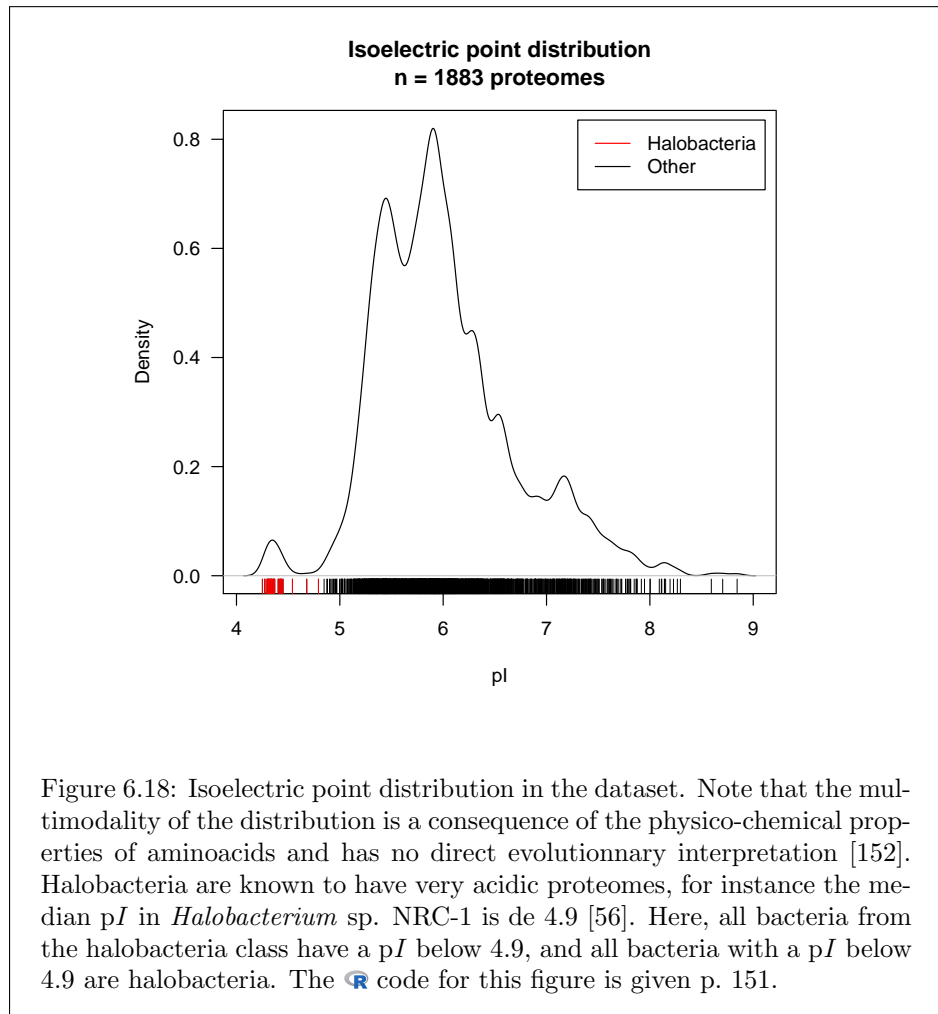 Isoelectric point distribution
n = 1883 proteomes
Halobacteria
Other
Density
0.8
0.6
0.4
0.2
0.0
4 5 6 7 8 9
pI
Figure 6.18: Isoelectric point distribution in the dataset. Note that the mul-
timodality of the distribution is a consequence of the physico-chemical prop-
erties of aminoacids and has no direct evolutionnary interpretation [152].
Halobacteria are known to have very acidic proteomes, for instance the me-
dian pI in Halobacterium sp. NRC-1 is de 4.9 [56]. Here, all bacteria from
the halobacteria class have a pI below 4.9, and all bacteria with a pI below
4.9 are halobacteria. The R code for this figure is given p. 151.